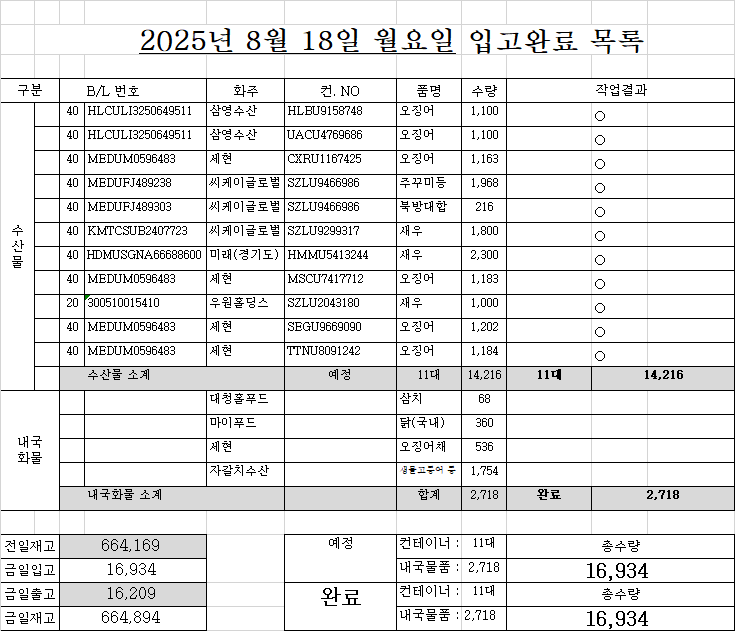 2025년 8월 18일 월요일 입고완료 목록
구분 B/L 번호 화주 컨. NO 품명 수량 작업결과
수산물
40 HLCULI3250649511 삼영수산 HLBU9158748 오징어 1,100 ○
40 HLCULI3250649511 삼영수산 UACU4769686 오징어 1,100 ○
40 MEDUM0596483 세현 CXRU1167425 오징어 1,163 ○
40 MEDUFJ489238 씨케이글로벌 SZLU9466986 주꾸미등 1,968 ○
40 MEDUFJ489303 씨케이글로벌 SZLU9466986 북방대합 216 ○
40 KMTCSUB2407723 씨케이글로벌 SZLU9299317 새우 1,800 ○
40 HDMUSGNA66688600 미래(경기도) HMMU5413244 새우 2,300 ○
40 MEDUM0596483 세현 MSCU7417712 오징어 1,183 ○
20 300510015410 우원홀딩스 SZLU2043180 새우 1,000 ○
40 MEDUM0596483 세현 SEGU9669090 오징어 1,202 ○
40 MEDUM0596483 세현 TTNU8091242 오징어 1,184 ○
수산물 소계 예정 11대 14,216 11대 14,216
내국
화물
대청홀푸드 삼치 68
마이푸드 닭(국내) 360
세현 오징어채 536
자갈치수산 생물고등어 등 1,754
내국화물 소계 합계 2,718 완료 2,718
전일재고 664,169 예정 컨테이너 : 11대 총수량
금일입고 16,934 내국물품 : 2,718 16,934
금일출고 16,209 완료 컨테이너 : 11대 총수량
금일재고 664,894 내국물품 : 2,718 16,934